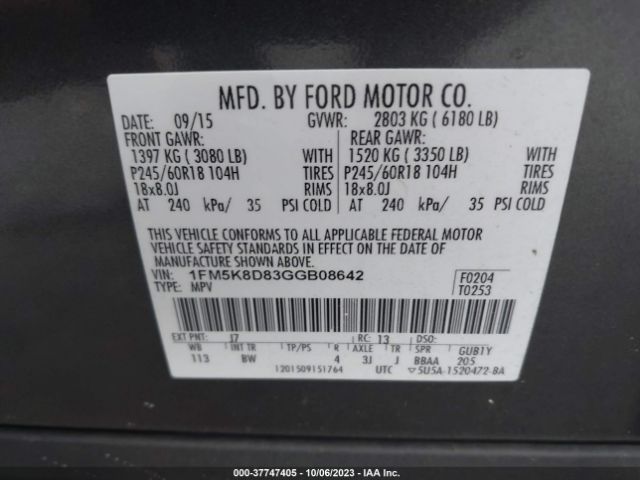 MFD. BY FORD MOTOR CO.
DATE: 09/15 GVWR: 2803 KG ( 6180 LB)
FRONT GAWR: REAR GAWR:
1397 KG ( 3080 LB) WITH 1520 KG ( 3350 LB) WITH
P245/60R18 104H TIRES P245/60R18 104H TIRES
18x8.0J RIMS 18x8.0J RIMS
AT 240 kPa/ 35 PSI COLD AT 240 kPa/ 35 PSI COLD
THIS VEHICLE CONFORMS TO ALL APPLICABLE FEDERAL MOTOR
VEHICLE SAFETY STANDARDS IN EFFECT ON THE DATE OF
MANUFACTURE SHOWN ABOVE.
VIN: 1FM5K8D83GGB08642 F0204
TYPE: MPV T0253
EXT PNT: J7 RC: 13 DSO:
WB INT TR TP/PS R AXLE TR SPR GUB1Y
113 BW 4 3J J BBAA 205
1201509151764 UTC 5U5A-1520472-BA
000-37747405 - 10/06/2023 - IAA Inc.